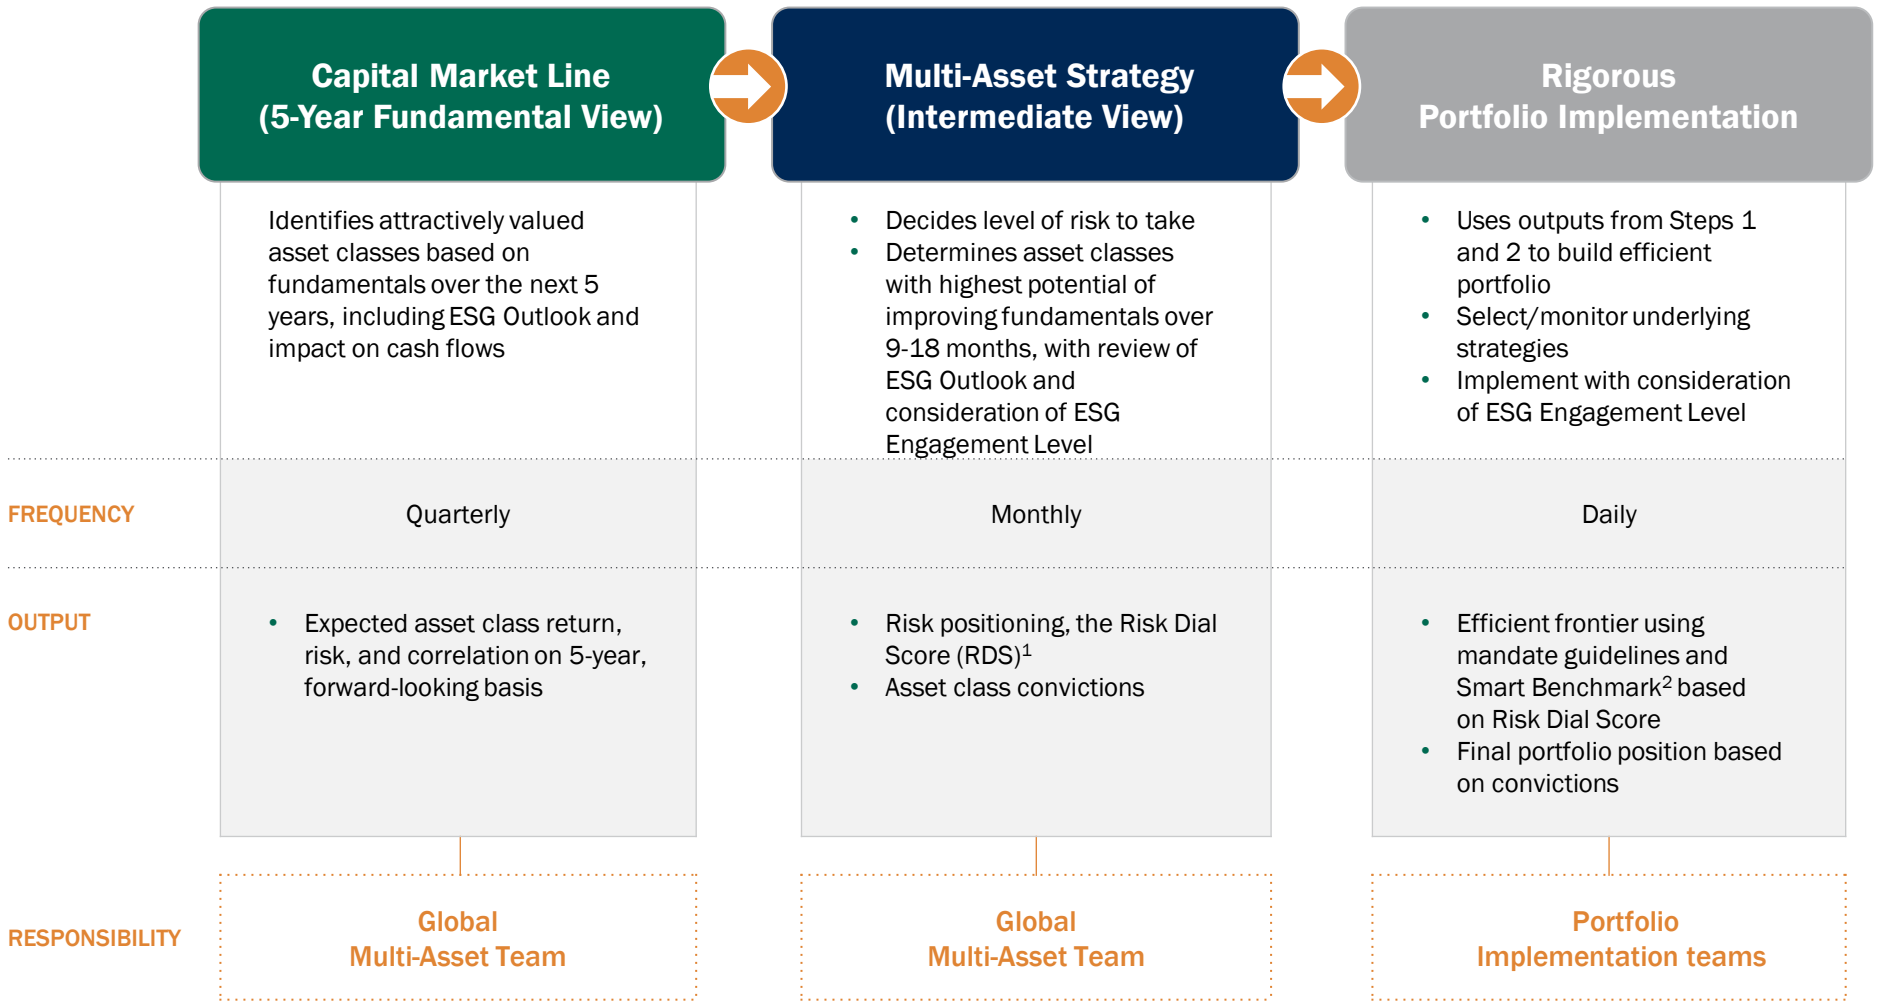 Capital Market Line
(5-Year Fundamental View)
Multi-Asset Strategy
(Intermediate View)
Rigorous
Portfolio Implementation
Identifies attractively valued
asset classes based on
fundamentals over the next 5
years, including ESG Outlook and
impact on cash flows
• Decides level of risk to take
• Determines asset classes
with highest potential of
improving fundamentals over
9-18 months, with review of
ESG Outlook and
consideration of ESG
Engagement Level
• Uses outputs from Steps 1
and 2 to build efficient
portfolio
• Select/monitor underlying
strategies
• Implement with consideration
of ESG Engagement Level
FREQUENCY
Quarterly
Monthly
Daily
OUTPUT
• Expected asset class return,
risk, and correlation on 5-year,
forward-looking basis
• Risk positioning, the Risk Dial
Score (RDS)¹
• Asset class convictions
• Efficient frontier using
mandate guidelines and
Smart Benchmark² based
on Risk Dial Score
• Final portfolio position based
on convictions
RESPONSIBILITY
Global
Multi-Asset Team
Global
Multi-Asset Team
Portfolio
Implementation teams